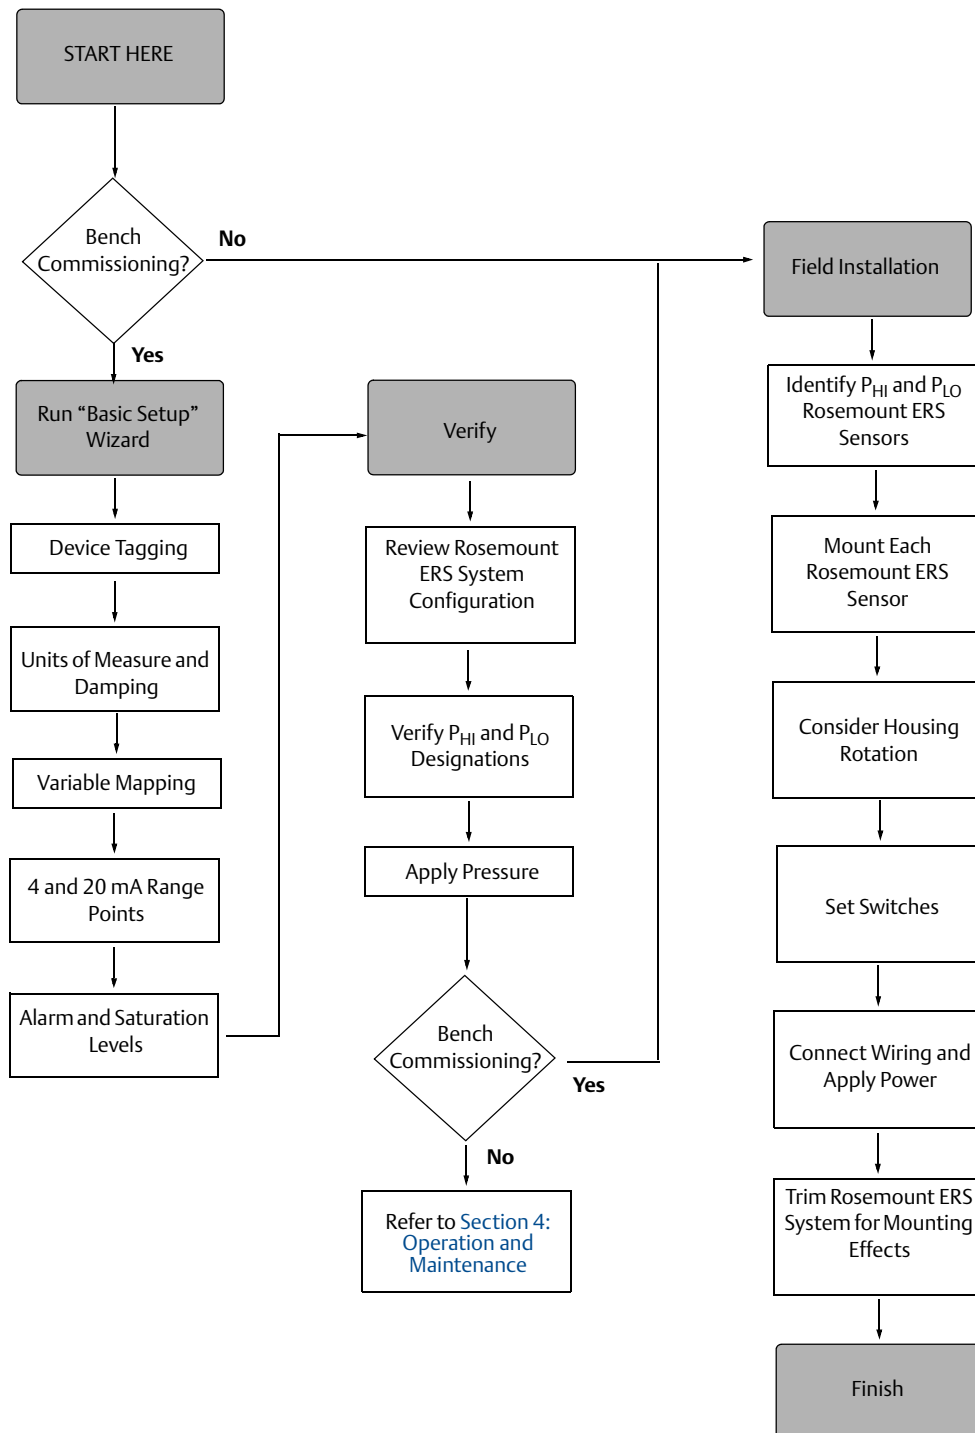 START HERE
Bench
Commissioning?
No
Yes
Run “Basic Setup”
Wizard
Device Tagging
Units of Measure and
Damping
Variable Mapping
4 and 20 mA Range
Points
Alarm and Saturation
Levels
Verify
Review Rosemount
ERS System
Configuration
Verify PHI and PLO
Designations
Apply Pressure
Bench
Commissioning?
Yes
No
Refer to Section 4:
Operation and
Maintenance
Field Installation
Identify PHI and PLO
Rosemount ERS
Sensors
Mount Each
Rosemount ERS
Sensor
Consider Housing
Rotation
Set Switches
Connect Wiring and
Apply Power
Trim Rosemount ERS
System for Mounting
Effects
Finish